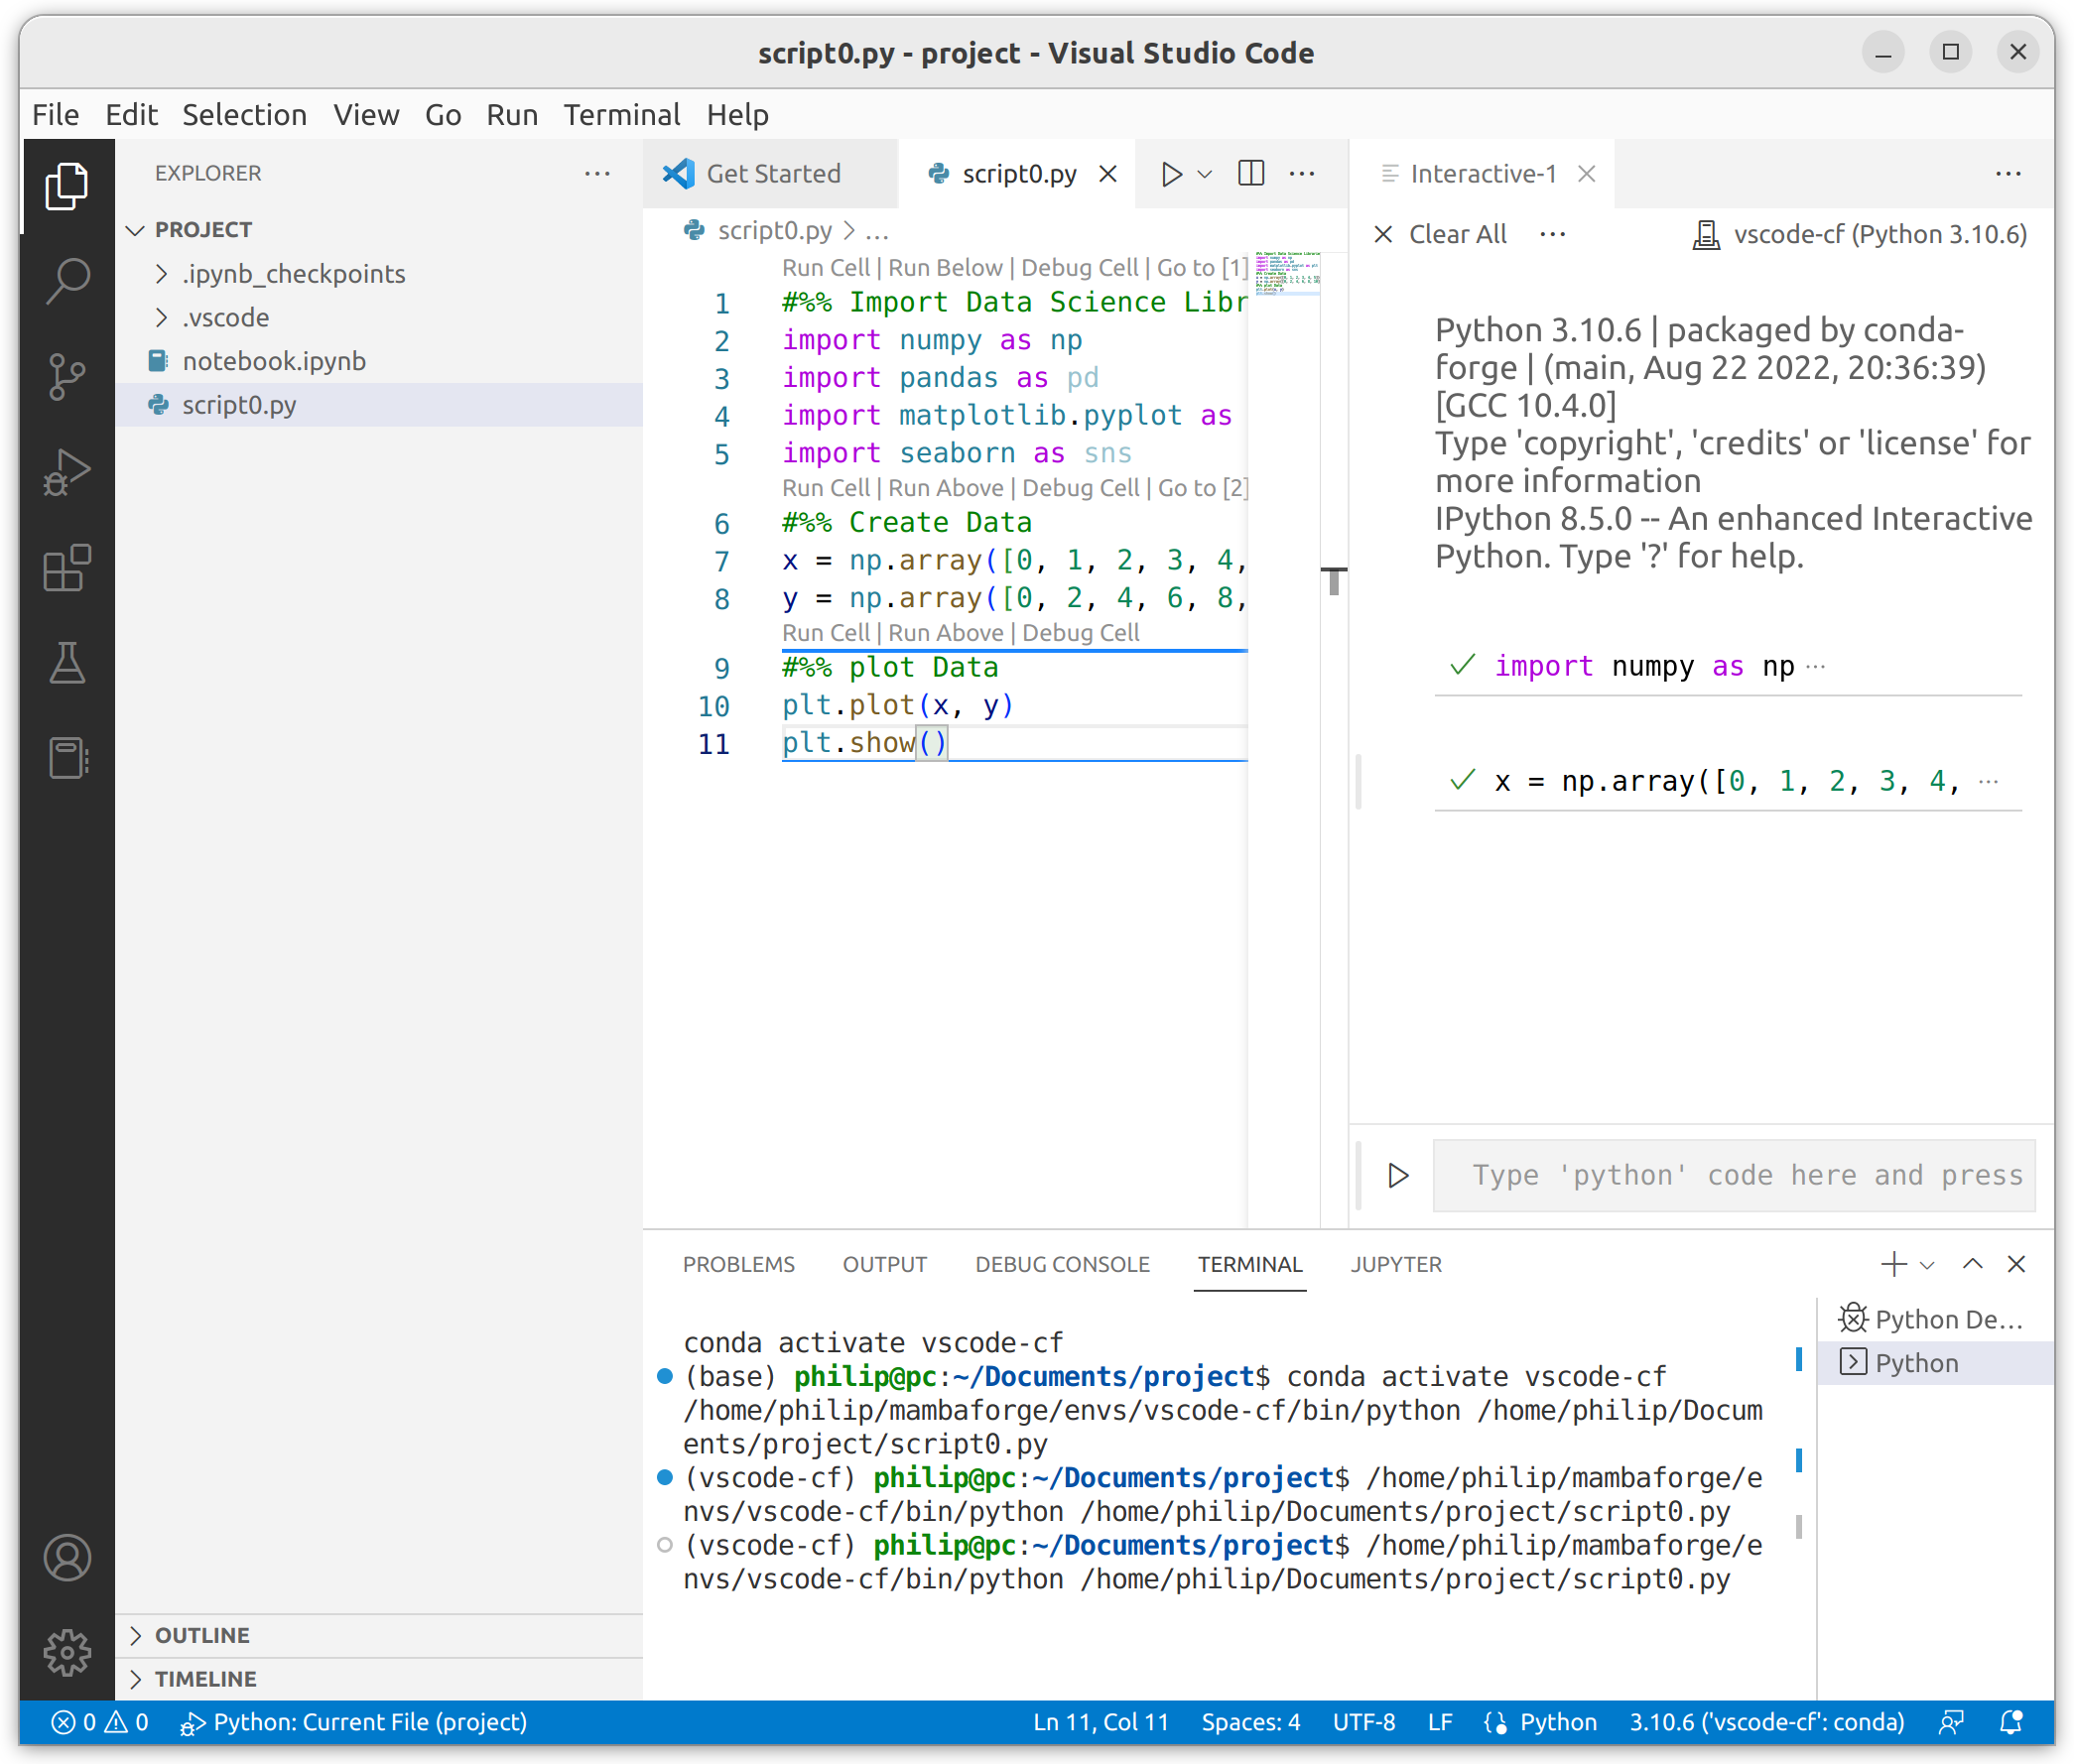 script0.py - project - Visual Studio Code
File Edit Selection View Go Run Terminal Help
EXPLORER
PROJECT
.ipynb_checkpoints
.vscode
notebook.ipynb
script0.py
OUTLINE
TIMELINE
Get Started
script0.py
script0.py > ...
Run Cell | Run Below | Debug Cell | Go to [1]
1 #%% Import Data Science Libr
2 import numpy as np
3 import pandas as pd
4 import matplotlib.pyplot as
5 import seaborn as sns
Run Cell | Run Above | Debug Cell | Go to [2]
6 #%% Create Data
7 x = np.array([0, 1, 2, 3, 4,
8 y = np.array([0, 2, 4, 6, 8,
Run Cell | Run Above | Debug Cell
9 #%% plot Data
10 plt.plot(x, y)
11 plt.show()
Interactive-1
Clear All ... vscode-cf (Python 3.10.6)
Python 3.10.6 | packaged by conda-
forge | (main, Aug 22 2022, 20:36:39)
[GCC 10.4.0]
Type 'copyright', 'credits' or 'license' for
more information
IPython 8.5.0 -- An enhanced Interactive
Python. Type '?' for help.
import numpy as np ...
x = np.array([0, 1, 2, 3, 4, ...
Type 'python' code here and press
PROBLEMS OUTPUT DEBUG CONSOLE TERMINAL JUPYTER
conda activate vscode-cf
(base) philip@pc:~/Documents/project$ conda activate vscode-cf
/home/philip/mambaforge/envs/vscode-cf/bin/python /home/philip/Docum
ents/project/script0.py
(vscode-cf) philip@pc:~/Documents/project$ /home/philip/mambaforge/e
nvs/vscode-cf/bin/python /home/philip/Documents/project/script0.py
(vscode-cf) philip@pc:~/Documents/project$ /home/philip/mambaforge/e
nvs/vscode-cf/bin/python /home/philip/Documents/project/script0.py
Python De...
Python
0 0 Python: Current File (project) Ln 11, Col 11 Spaces: 4 UTF-8 LF Python 3.10.6 ('vscode-cf': conda)